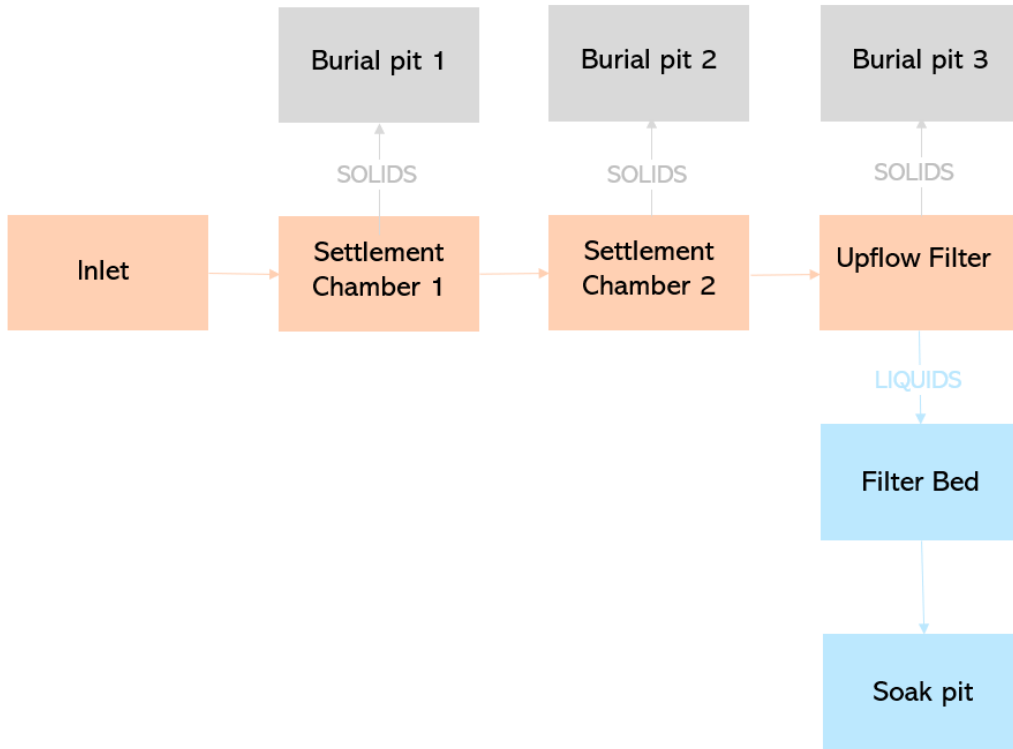 Burial pit 1
Burial pit 2
Burial pit 3
SOLIDS
SOLIDS
SOLIDS
Inlet
Settlement
Chamber 1
Settlement
Chamber 2
Upflow Filter
LIQUIDS
Filter Bed
Soak pit